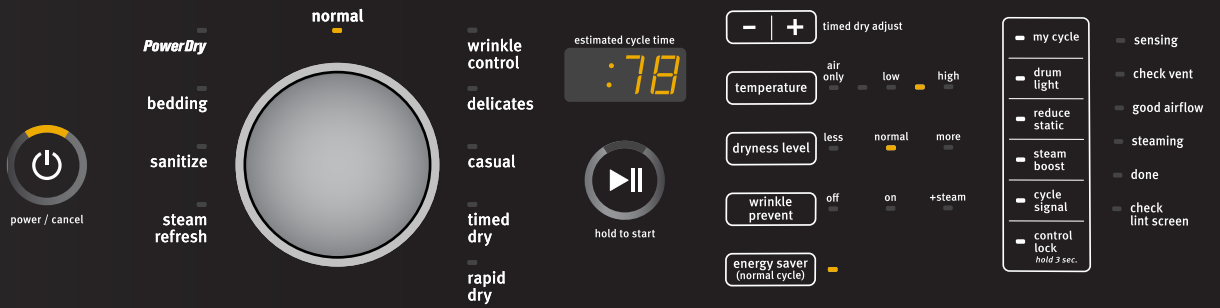 power / cancel
PowerDry
bedding
sanitize
steam
refresh
normal
wrinkle
control
delicates
casual
timed
dry
rapid
dry
estimated cycle time
:78
hold to start
− +
timed dry adjust
temperature
air
only
low
high
dryness level
less
normal
more
wrinkle
prevent
off
on
+steam
energy saver
(normal cycle)
my cycle
drum
light
reduce
static
steam
boost
cycle
signal
control
lock
hold 3 sec.
sensing
check vent
good airflow
steaming
done
check
lint screen